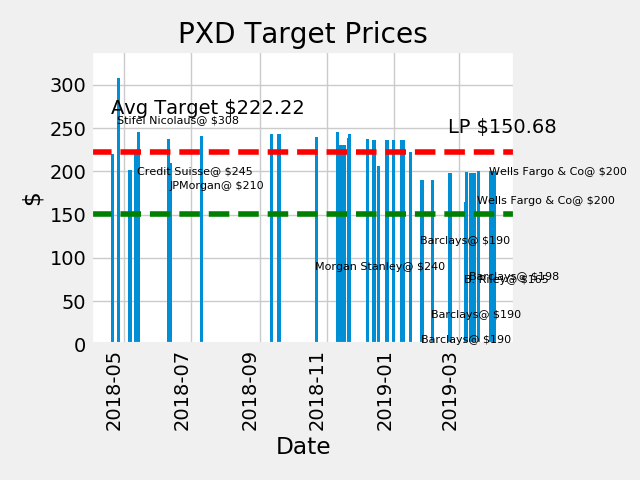 PXD Target Prices
300
250
200
150
100
50
0
$
Avg Target $222.22
Stifel Nicolaus@ $308
LP $150.68
Credit Suisse@ $245
JPMorgan@ $210
Wells Fargo & Co@ $200
Wells Fargo & Co@ $200
Barclays@ $190
Morgan Stanley@ $240
Barclays@ $198
B. Riley@ $165
Barclays@ $190
Barclays@ $190
2018-05
2018-07
2018-09
2018-11
2019-01
2019-03
Date